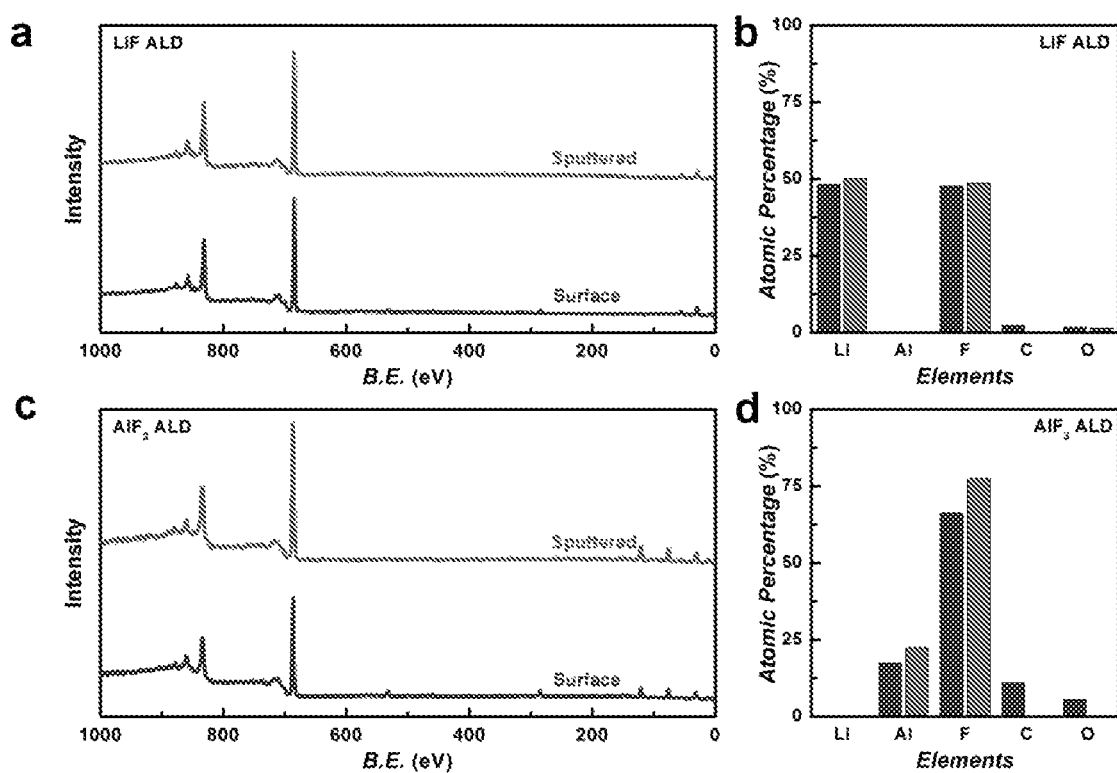 a
LiF ALD
Sputtered
Surface
Intensity
1000 800 600 400 200 0
B.E. (eV)
b
LiF ALD
100
75
50
25
0
Atomic Percentage (%)
Li Al F C O
Elements
c
AlF2 ALD
Sputtered
Surface
Intensity
1000 800 600 400 200 0
B.E. (eV)
d
AlF3 ALD
100
75
50
25
0
Atomic Percentage (%)
Li Al F C O
Elements